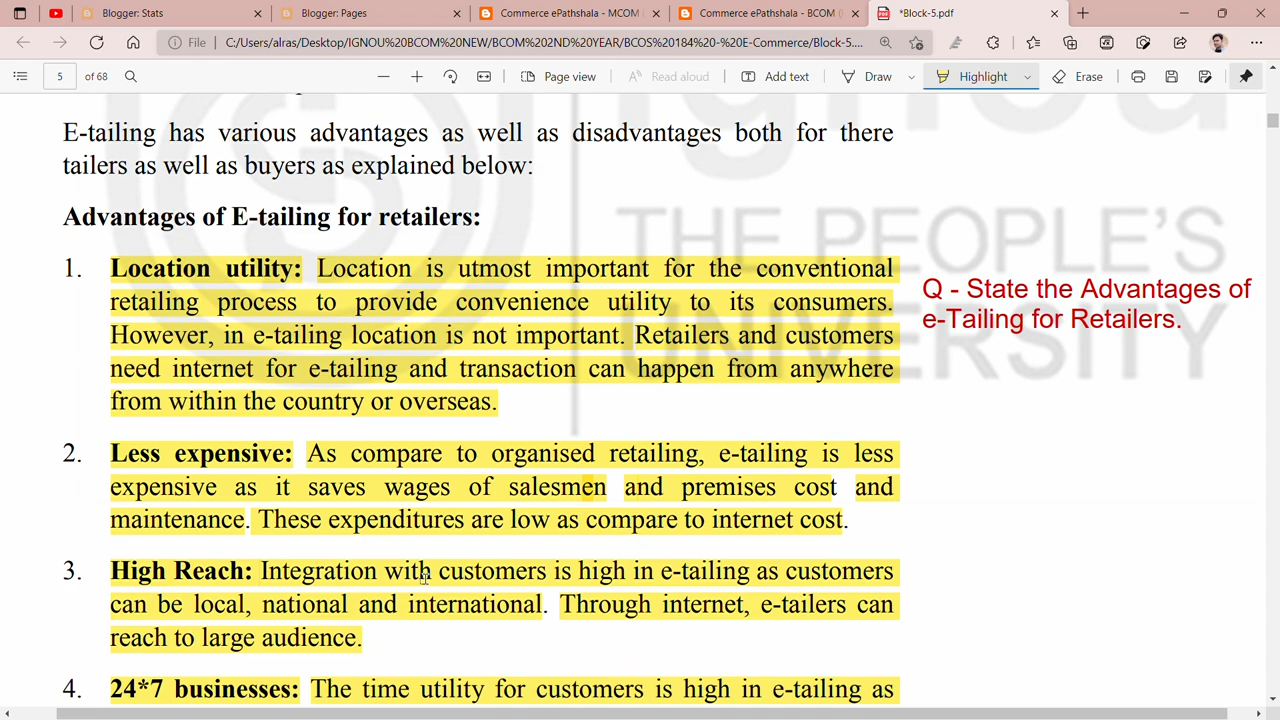 Blogger: Stats
Blogger: Pages
Commerce ePathshala - MCOM (
Commerce ePathshala - BCOM (
*Block-5.pdf
File
C:/Users/alras/Desktop/IGNOU%20BCOM%20NEW/BCOM%202ND%20YEAR/BCOS%20184%20-%20E-Commerce/Block-5....
5 of 68
Page view
Read aloud
Add text
Draw
Highlight
Erase
E-tailing has various advantages as well as disadvantages both for there
tailers as well as buyers as explained below:
Advantages of E-tailing for retailers:
1. Location utility: Location is utmost important for the conventional
retailing process to provide convenience utility to its consumers.
However, in e-tailing location is not important. Retailers and customers
need internet for e-tailing and transaction can happen from anywhere
from within the country or overseas.
Q - State the Advantages of
e-Tailing for Retailers.
2. Less expensive: As compare to organised retailing, e-tailing is less
expensive as it saves wages of salesmen and premises cost and
maintenance. These expenditures are low as compare to internet cost.
3. High Reach: Integration with customers is high in e-tailing as customers
can be local, national and international. Through internet, e-tailers can
reach to large audience.
4. 24*7 businesses: The time utility for customers is high in e-tailing as
THE PEOPLE'S
UNIVERSITY